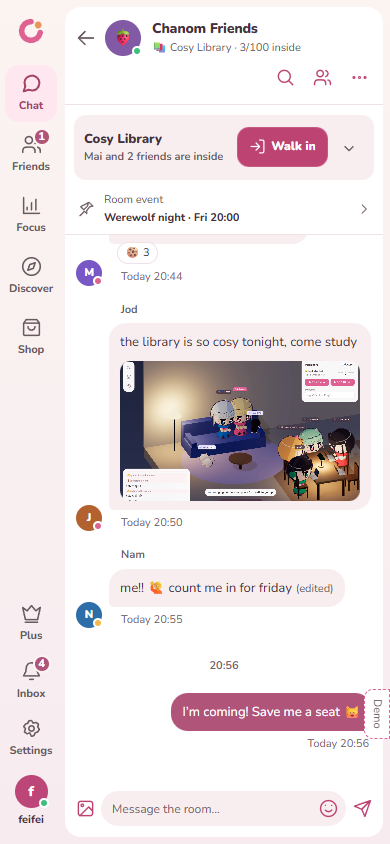 Chanom Friends
Cosy Library · 3/100 inside
Chat
1
Friends
Focus
Discover
Shop
Plus
4
Inbox
Settings
f
feifei
Cosy Library
Mai and 2 friends are inside
Walk in
Room event
Werewolf night · Fri 20:00
3
M
Today 20:44
Jod
the library is so cosy tonight, come study
J
Today 20:50
Nam
me!! count me in for friday (edited)
N
Today 20:55
20:56
I'm coming! Save me a seat
Demo
Today 20:56
Message the room...